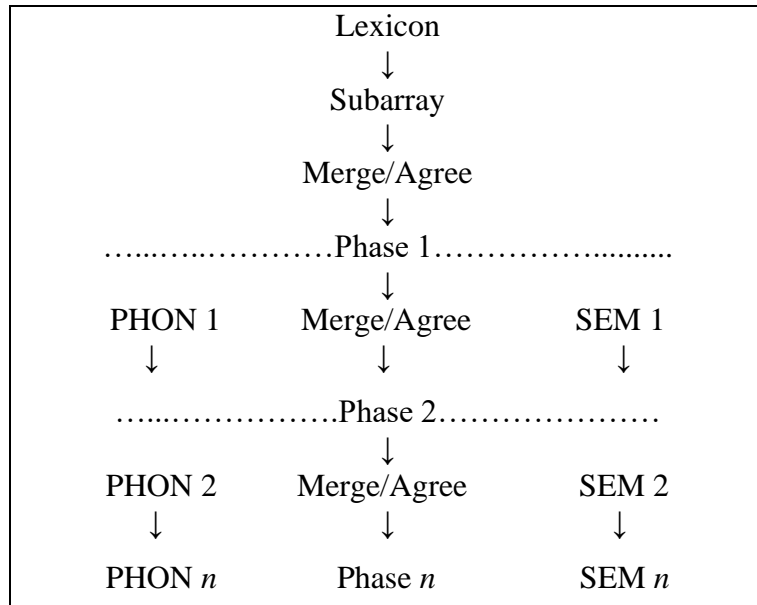 Lexicon
↓
Subarray
↓
Merge/Agree
↓
…...…..…………Phase 1……………..........
↓
PHON 1 Merge/Agree SEM 1
↓ ↓ ↓
…...…………….Phase 2…………………
↓
PHON 2 Merge/Agree SEM 2
↓ ↓ ↓
PHON n Phase n SEM n